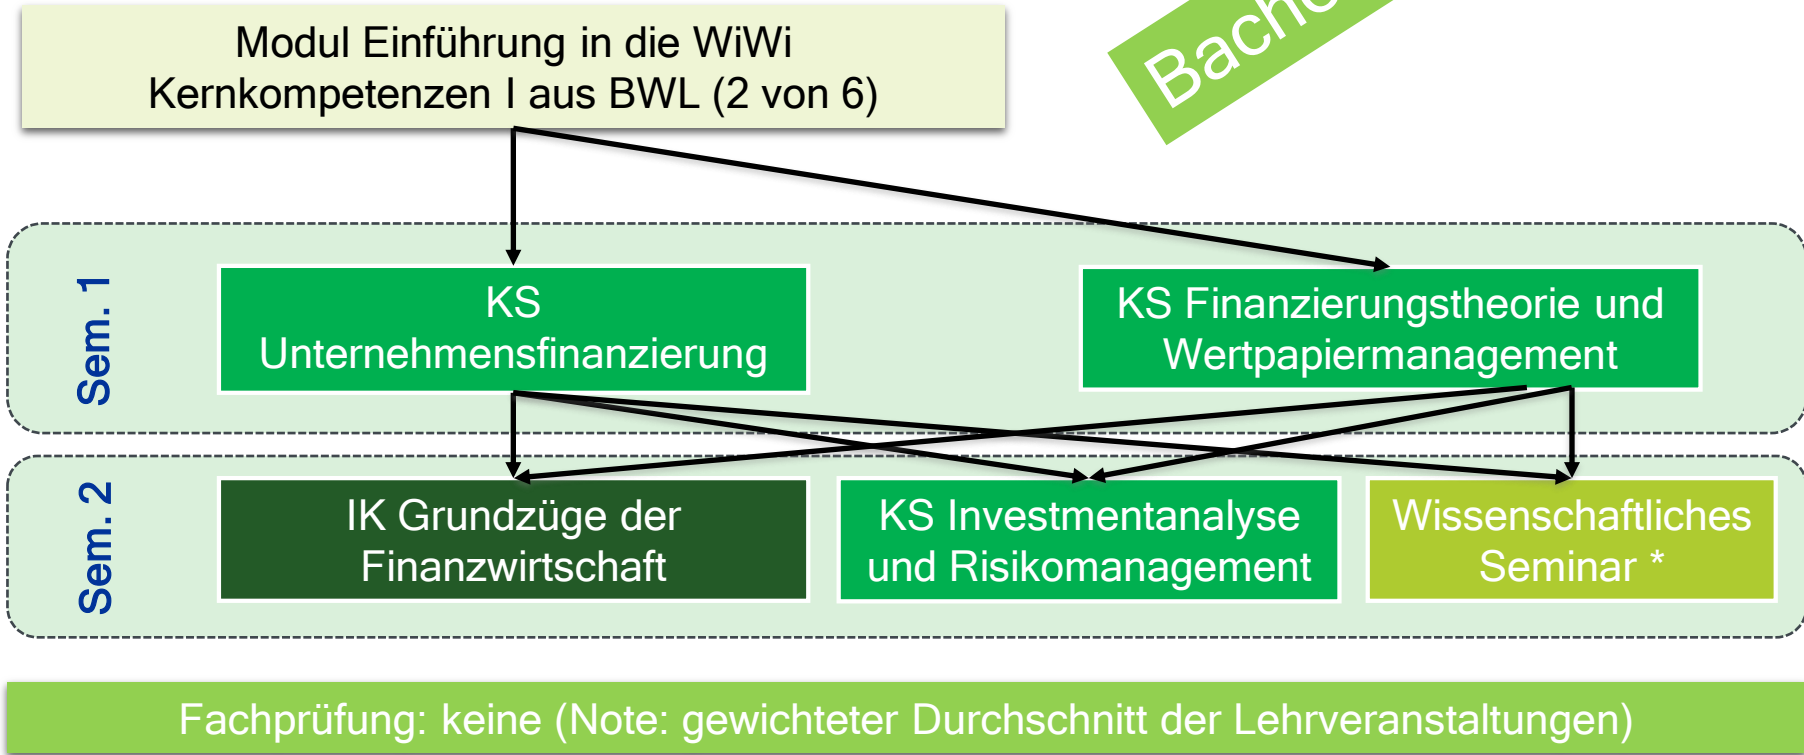 Modul Einführung in die WiWi
Kernkompetenzen I aus BWL (2 von 6)
Sem. 1
KS
Unternehmensfinanzierung
KS Finanzierungstheorie und
Wertpapiermanagement
Sem. 2
IK Grundzüge der
Finanzwirtschaft
KS Investmentanalyse
und Risikomanagement
Wissenschaftliches
Seminar *
Fachprüfung: keine (Note: gewichteter Durchschnitt der Lehrveranstaltungen)